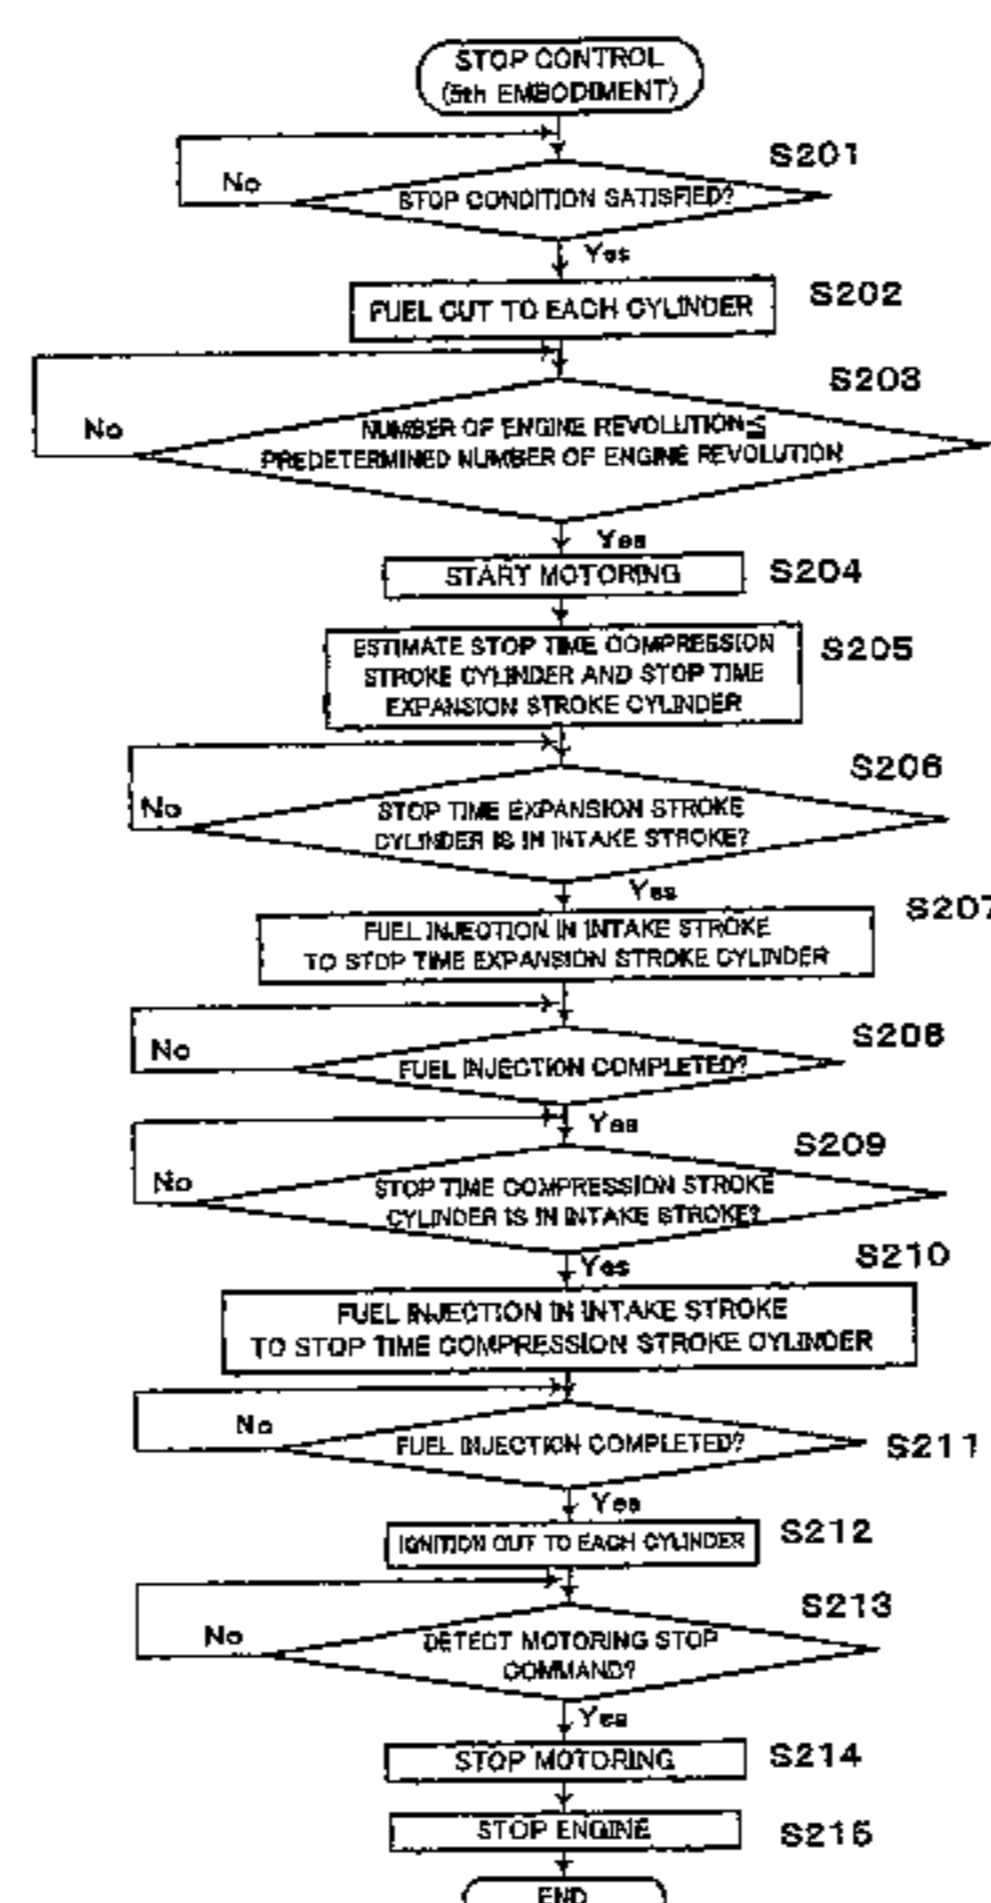 STOP CONTROL
(5th EMBODIMENT)
S201
No
STOP CONDITION SATISFIED?
Yes
S202
FUEL CUT TO EACH CYLINDER
S203
No
NUMBER OF ENGINE REVOLUTION≦
PREDETERMINED NUMBER OF ENGINE REVOLUTION
Yes
START MOTORING
S204
ESTIMATE STOP TIME COMPRESSION
STROKE CYLINDER AND STOP TIME
EXPANSION STROKE CYLINDER
S205
S206
No
STOP TIME EXPANSION STROKE
CYLINDER IS IN INTAKE STROKE?
Yes
S207
FUEL INJECTION IN INTAKE STROKE
TO STOP TIME EXPANSION STROKE CYLINDER
S208
No
FUEL INJECTION COMPLETED?
Yes
S209
No
STOP TIME COMPRESSION STROKE
CYLINDER IS IN INTAKE STROKE?
Yes
S210
FUEL INJECTION IN INTAKE STROKE
TO STOP TIME COMPRESSION STROKE CYLINDER
No
FUEL INJECTION COMPLETED?
S211
Yes
IGNITION CUT TO EACH CYLINDER
S212
S213
No
DETECT MOTORING STOP
COMMAND?
Yes
STOP MOTORING
S214
STOP ENGINE
S215
END